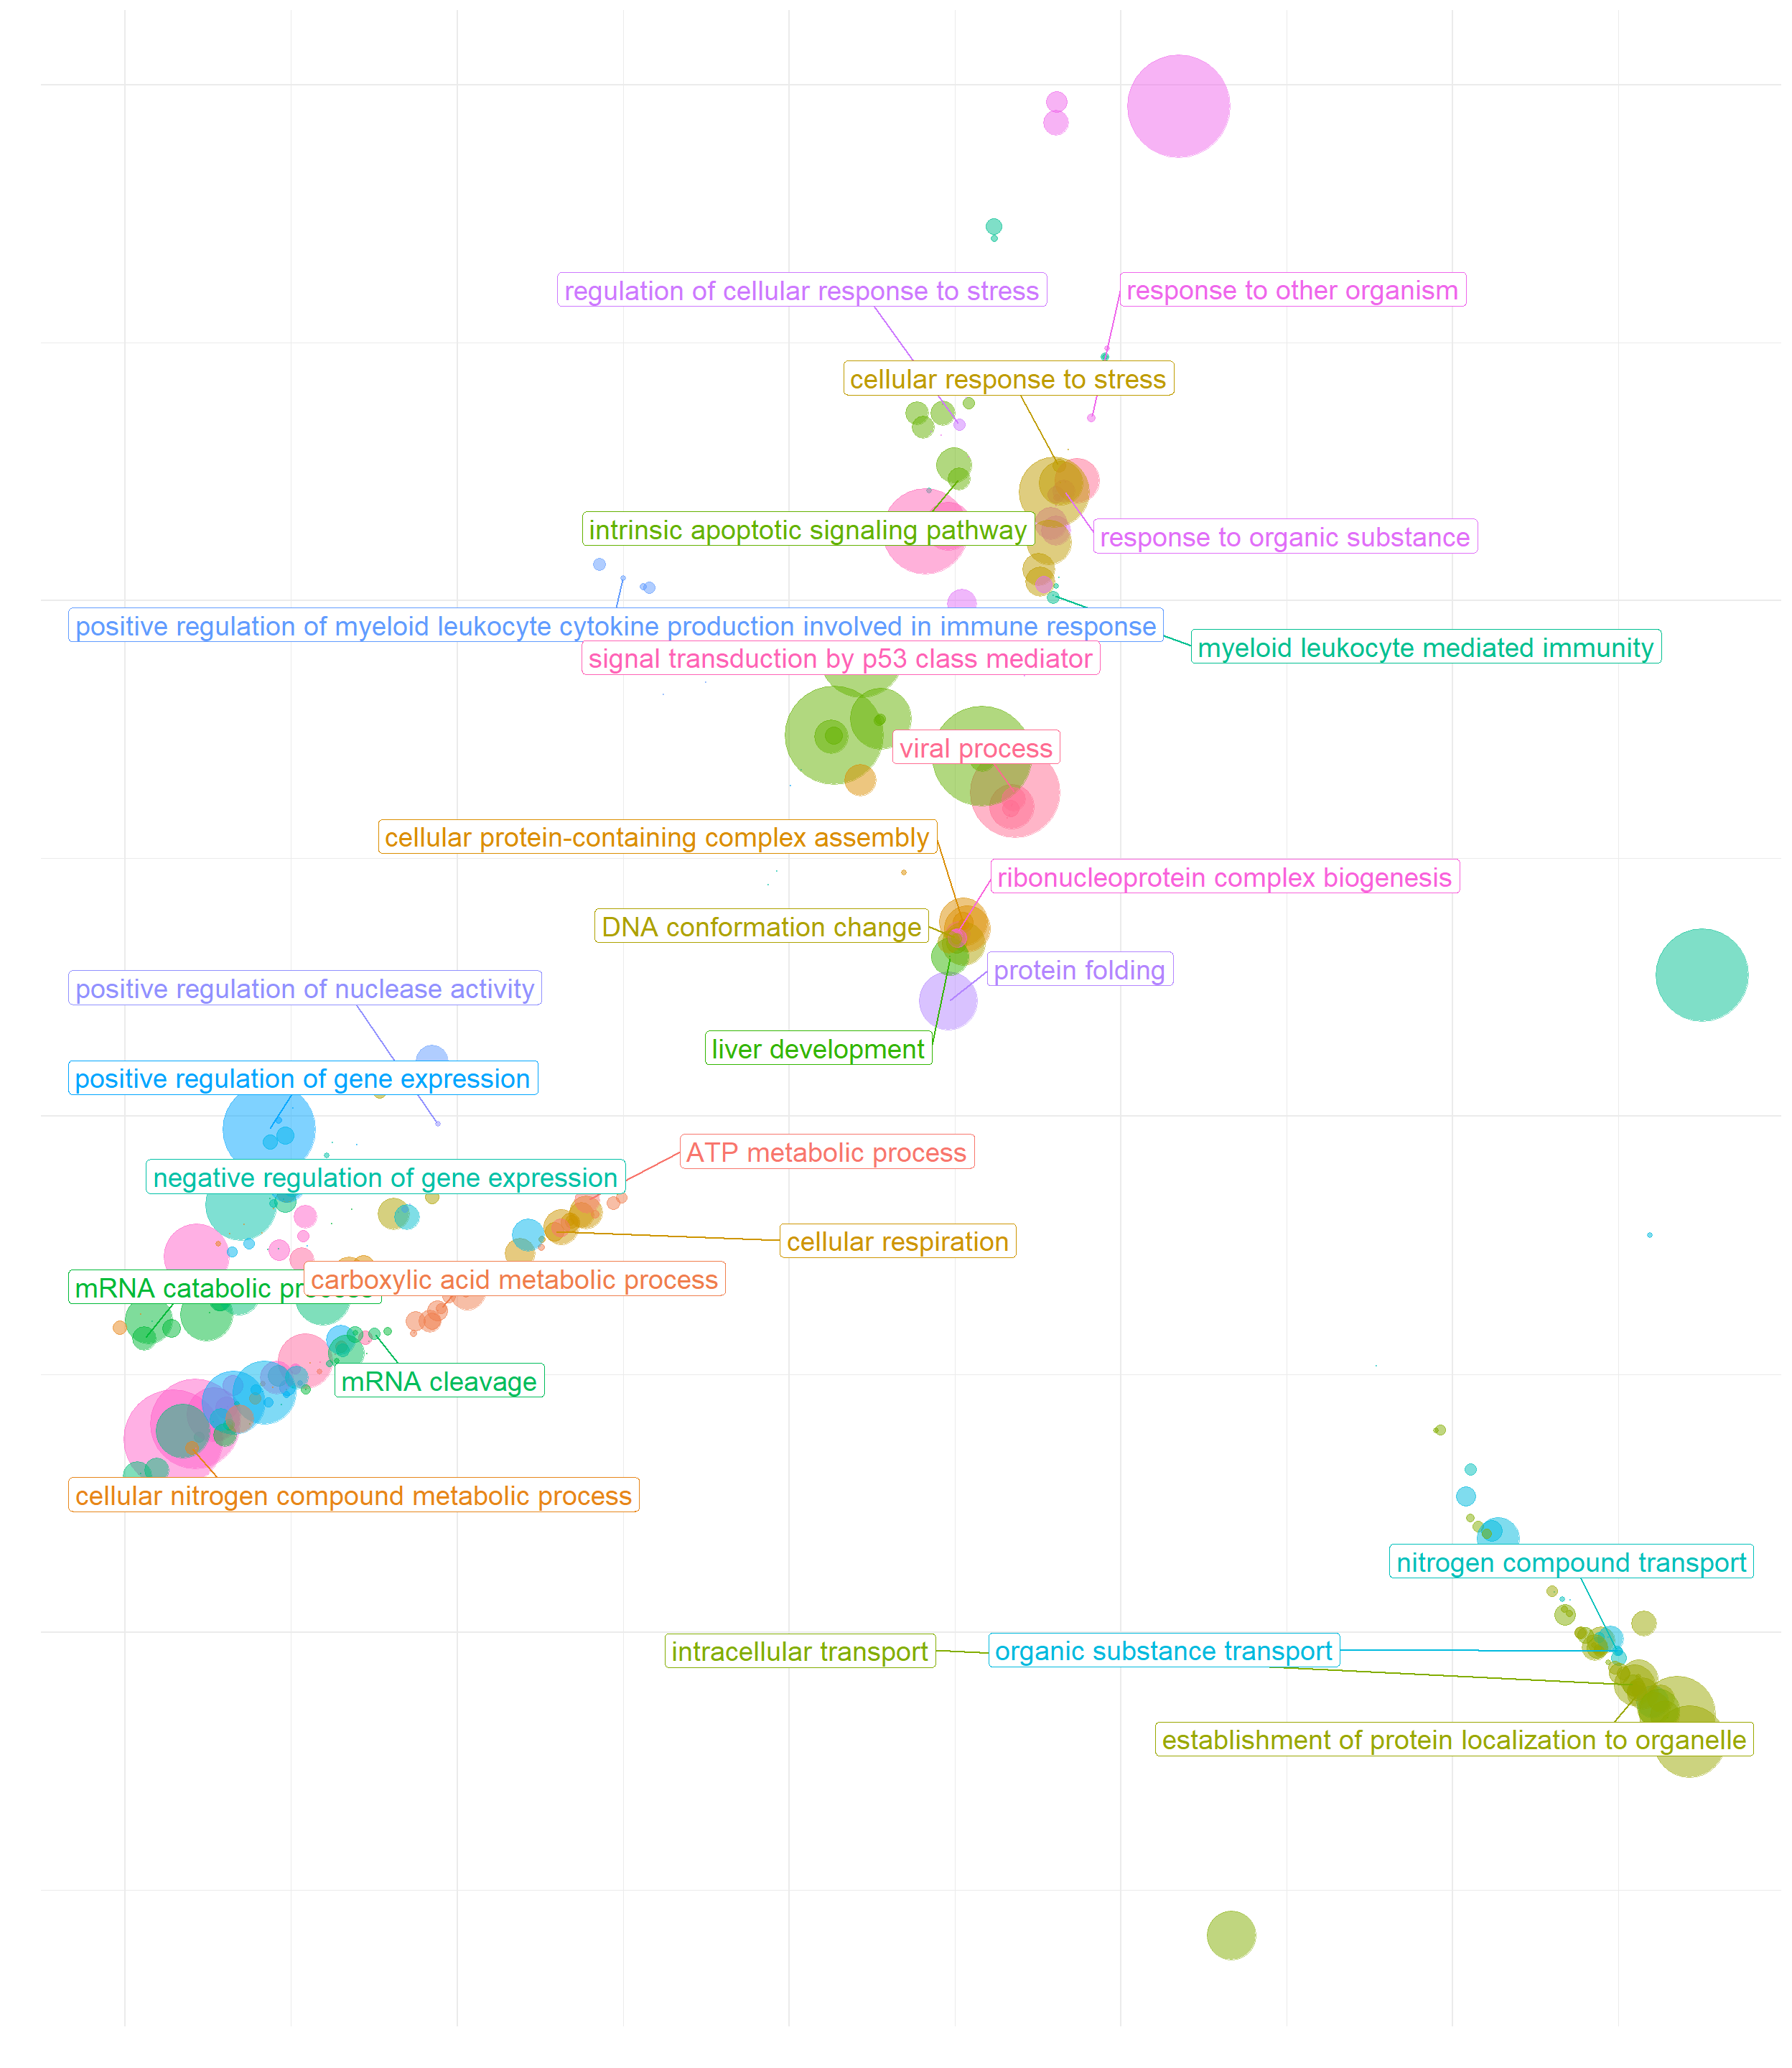 regulation of cellular response to stress
response to other organism
cellular response to stress
intrinsic apoptotic signaling pathway
response to organic substance
positive regulation of myeloid leukocyte cytokine production involved in immune response
myeloid leukocyte mediated immunity
signal transduction by p53 class mediator
viral process
cellular protein-containing complex assembly
ribonucleoprotein complex biogenesis
DNA conformation change
protein folding
positive regulation of nuclease activity
liver development
positive regulation of gene expression
ATP metabolic process
negative regulation of gene expression
cellular respiration
carboxylic acid metabolic process
mRNA catabolic process
mRNA cleavage
cellular nitrogen compound metabolic process
nitrogen compound transport
intracellular transport
organic substance transport
establishment of protein localization to organelle